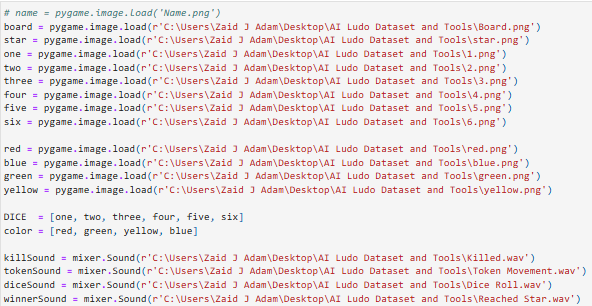 # name = pygame.image.load('Name.png')
board = pygame.image.load(r'C:\Users\Zaid J Adam\Desktop\AI Ludo Dataset and Tools\Board.png')
star = pygame.image.load(r'C:\Users\Zaid J Adam\Desktop\AI Ludo Dataset and Tools\star.png')
one = pygame.image.load(r'C:\Users\Zaid J Adam\Desktop\AI Ludo Dataset and Tools\1.png')
two = pygame.image.load(r'C:\Users\Zaid J Adam\Desktop\AI Ludo Dataset and Tools\2.png')
three = pygame.image.load(r'C:\Users\Zaid J Adam\Desktop\AI Ludo Dataset and Tools\3.png')
four = pygame.image.load(r'C:\Users\Zaid J Adam\Desktop\AI Ludo Dataset and Tools\4.png')
five = pygame.image.load(r'C:\Users\Zaid J Adam\Desktop\AI Ludo Dataset and Tools\5.png')
six = pygame.image.load(r'C:\Users\Zaid J Adam\Desktop\AI Ludo Dataset and Tools\6.png')
red = pygame.image.load(r'C:\Users\Zaid J Adam\Desktop\AI Ludo Dataset and Tools\red.png')
blue = pygame.image.load(r'C:\Users\Zaid J Adam\Desktop\AI Ludo Dataset and Tools\blue.png')
green = pygame.image.load(r'C:\Users\Zaid J Adam\Desktop\AI Ludo Dataset and Tools\green.png')
yellow = pygame.image.load(r'C:\Users\Zaid J Adam\Desktop\AI Ludo Dataset and Tools\yellow.png')
DICE  = [one, two, three, four, five, six]
color = [red, green, yellow, blue]
killSound = mixer.Sound(r'C:\Users\Zaid J Adam\Desktop\AI Ludo Dataset and Tools\Killed.wav')
tokenSound = mixer.Sound(r'C:\Users\Zaid J Adam\Desktop\AI Ludo Dataset and Tools\Token Movement.wav')
diceSound = mixer.Sound(r'C:\Users\Zaid J Adam\Desktop\AI Ludo Dataset and Tools\Dice Roll.wav')
winnerSound = mixer.Sound(r'C:\Users\Zaid J Adam\Desktop\AI Ludo Dataset and Tools\Reached Star.wav')